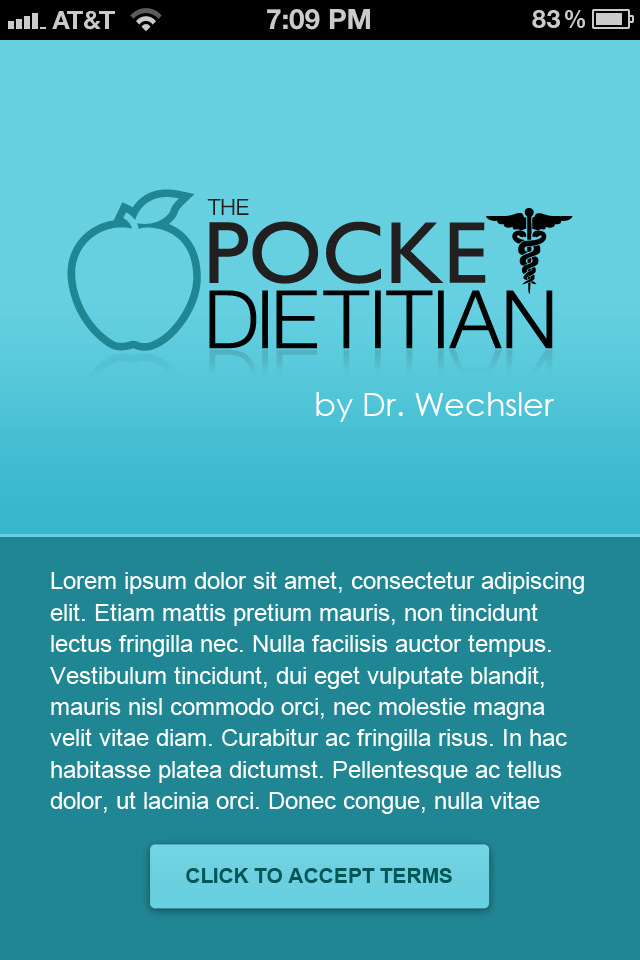 AT&T 7:09 PM 83%
THE
POCKET
DIETITIAN
by Dr. Wechsler
Lorem ipsum dolor sit amet, consectetur adipiscing
elit. Etiam mattis pretium mauris, non tincidunt
lectus fringilla nec. Nulla facilisis auctor tempus.
Vestibulum tincidunt, dui eget vulputate blandit,
mauris nisl commodo orci, nec molestie magna
velit vitae diam. Curabitur ac fringilla risus. In hac
habitasse platea dictumst. Pellentesque ac tellus
dolor, ut lacinia orci. Donec congue, nulla vitae
CLICK TO ACCEPT TERMS